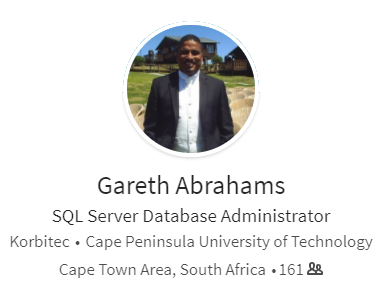 Gareth Abrahams
SQL Server Database Administrator
Korbitec • Cape Peninsula University of Technology
Cape Town Area, South Africa • 161